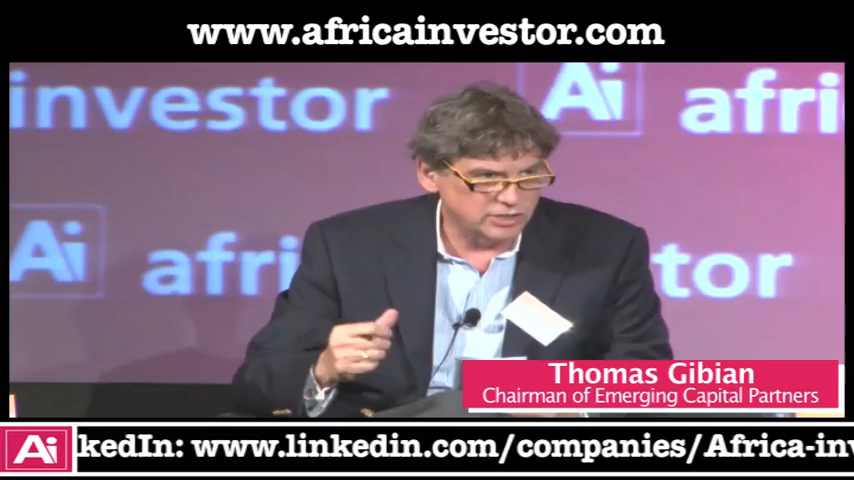 www.africainvestor.com
investor Ai afri
Ai afri stor
Thomas Gibian
Chairman of Emerging Capital Partners
Ai kedIn: www.linkedin.com/companies/Africa-inv